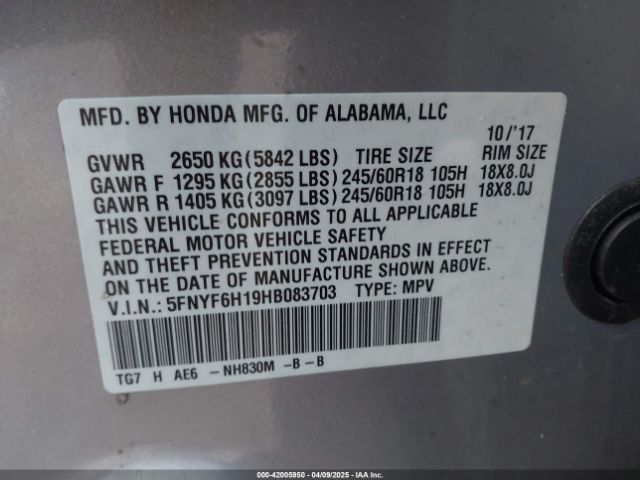 MFD. BY HONDA MFG. OF ALABAMA, LLC
10/'17
GVWR 2650 KG (5842 LBS) TIRE SIZE RIM SIZE
GAWR F 1295 KG (2855 LBS) 245/60R18 105H 18X8.0J
GAWR R 1405 KG (3097 LBS) 245/60R18 105H 18X8.0J
THIS VEHICLE CONFORMS TO ALL APPLICABLE
FEDERAL MOTOR VEHICLE SAFETY
AND THEFT PREVENTION STANDARDS IN EFFECT
ON THE DATE OF MANUFACTURE SHOWN ABOVE.
V.I.N.: 5FNYF6H19HB083703 TYPE: MPV
TG7 H AE6 -NH830M -B - B
000-42005950 | 04/09/2025 - IAAI.COM